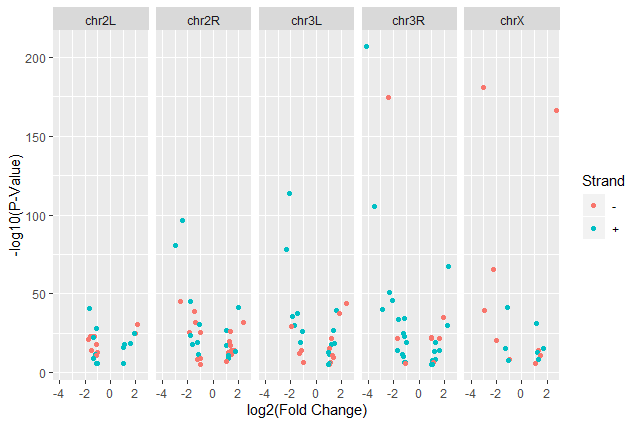 chr2L chr2R chr3L chr3R chrX
200
150
100
50
0
-log10(P-Value)
-4 -2 0 2 -4 -2 0 2 -4 -2 0 2 -4 -2 0 2 -4 -2 0 2
log2(Fold Change)
Strand
-
+